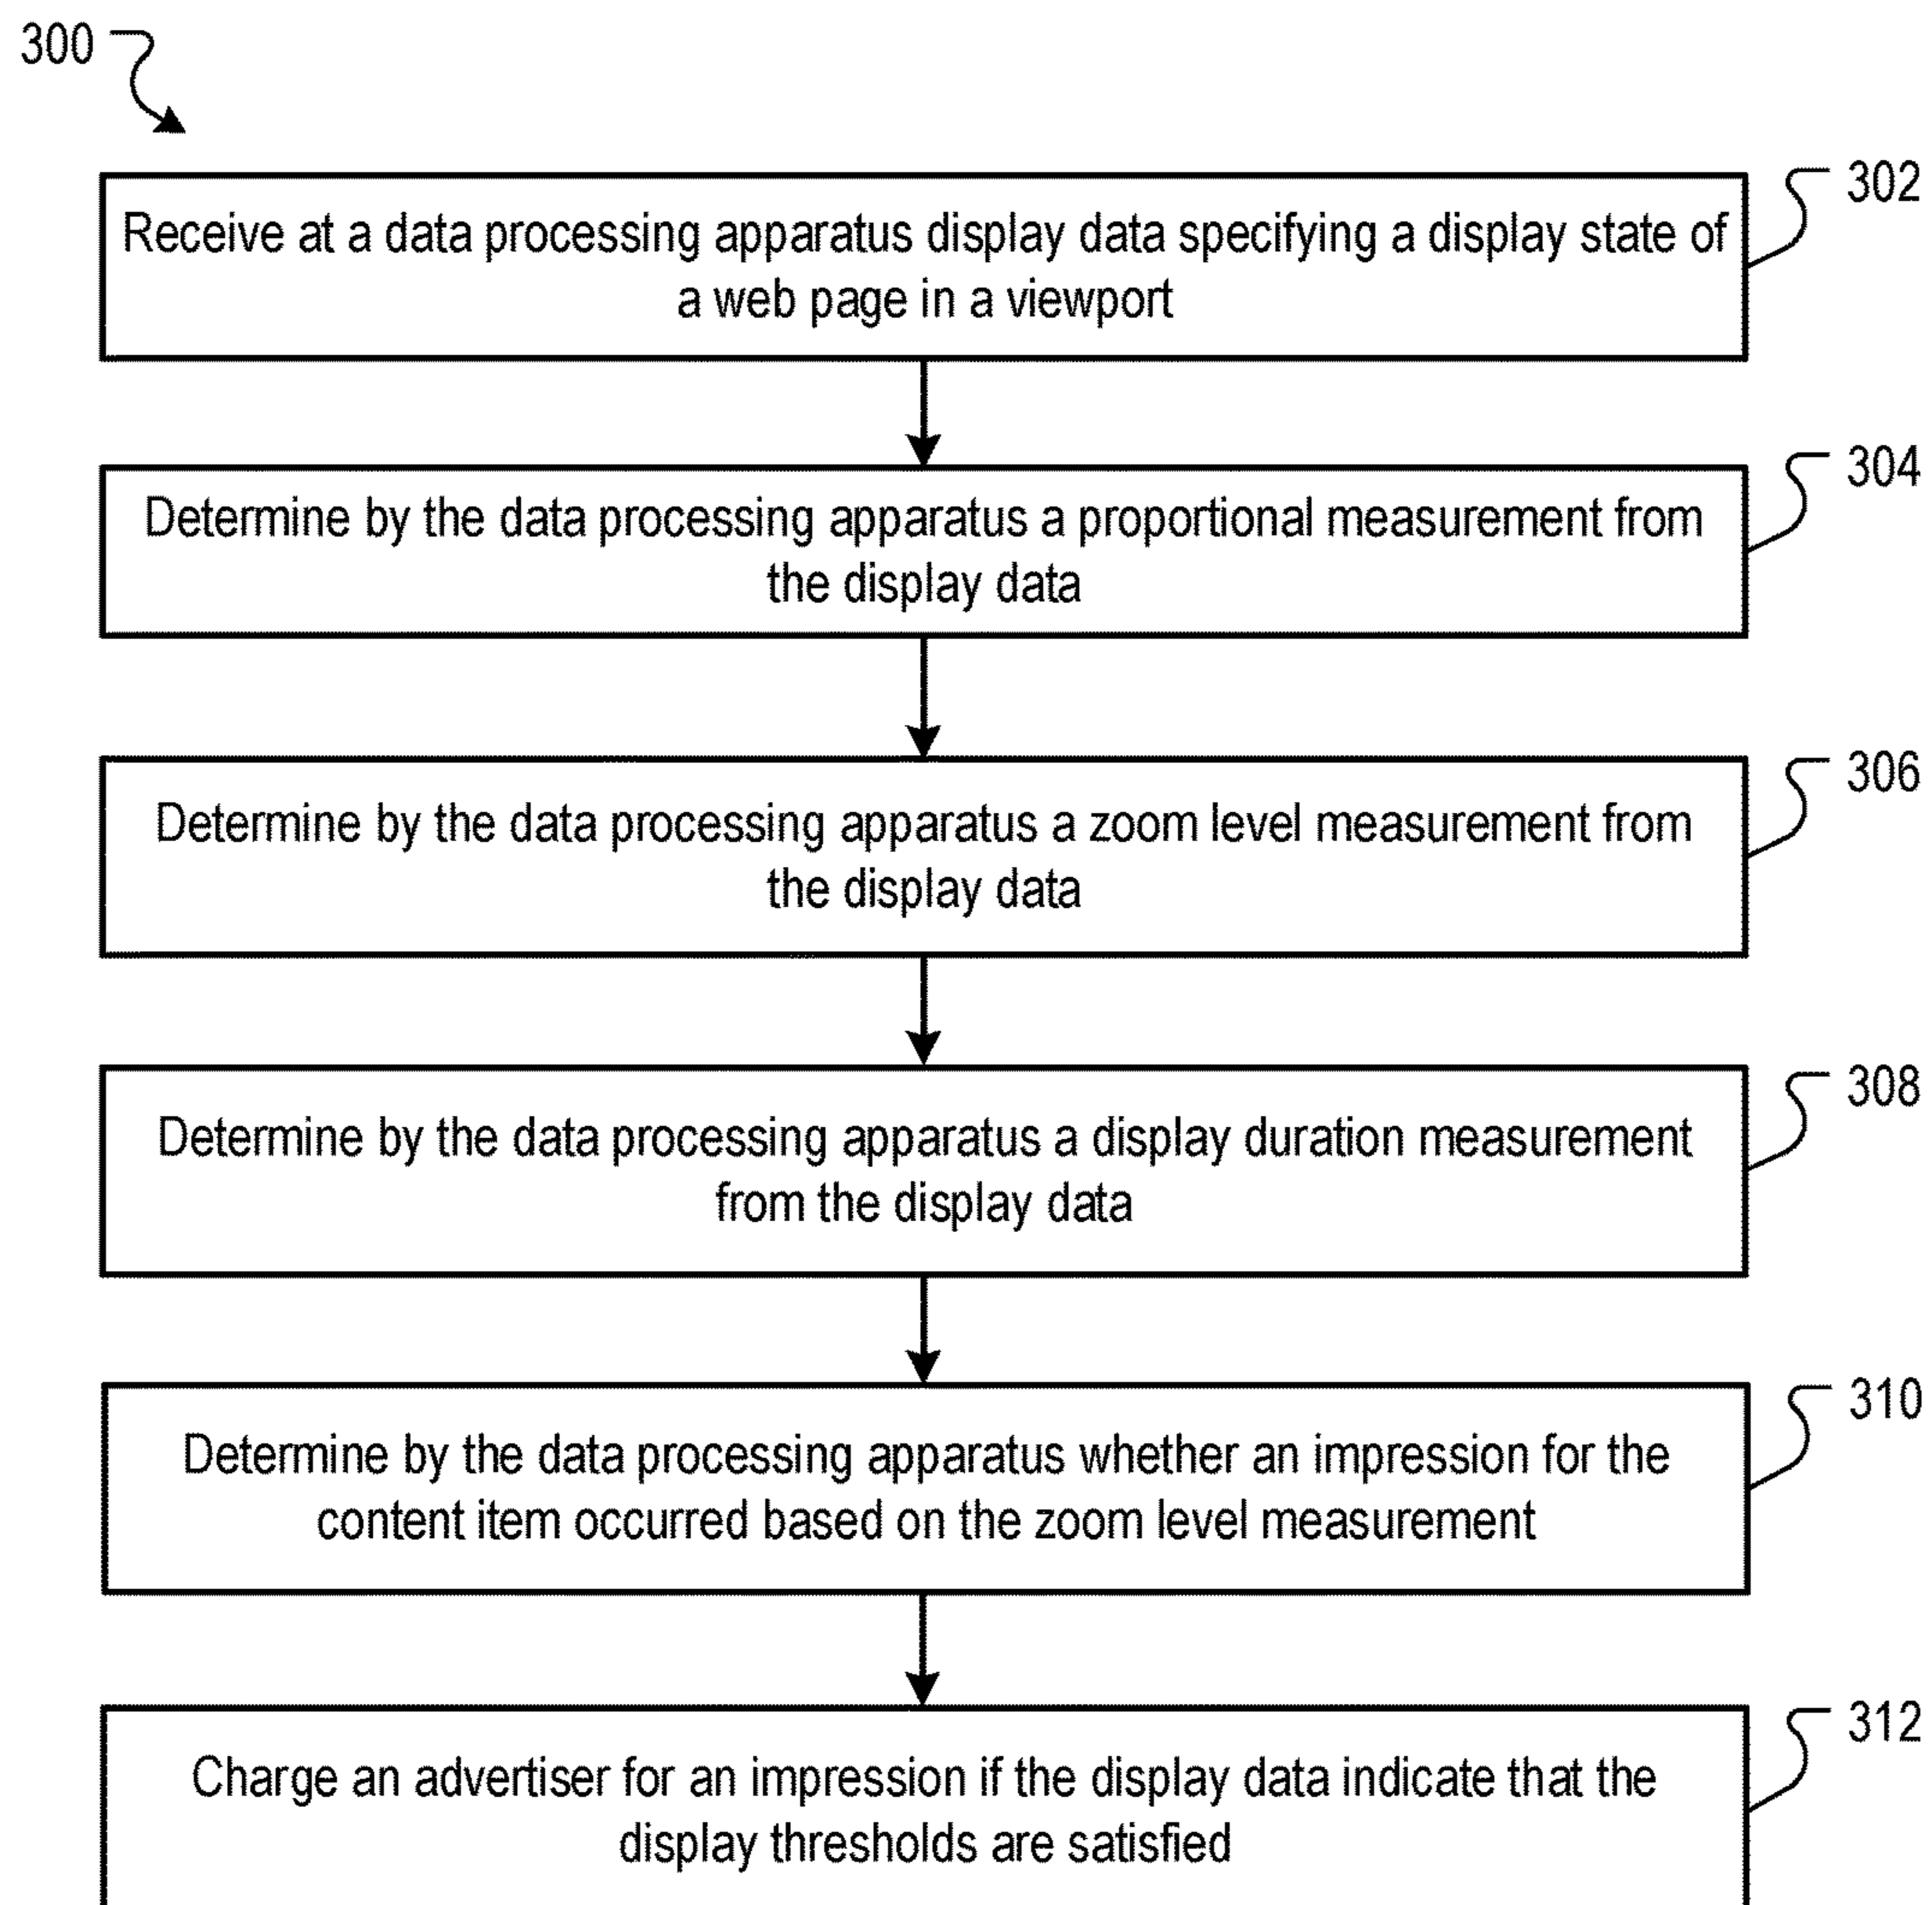 300
302
Receive at a data processing apparatus display data specifying a display state of
a web page in a viewport
304
Determine by the data processing apparatus a proportional measurement from
the display data
306
Determine by the data processing apparatus a zoom level measurement from
the display data
308
Determine by the data processing apparatus a display duration measurement
from the display data
310
Determine by the data processing apparatus whether an impression for the
content item occurred based on the zoom level measurement
312
Charge an advertiser for an impression if the display data indicate that the
display thresholds are satisfied